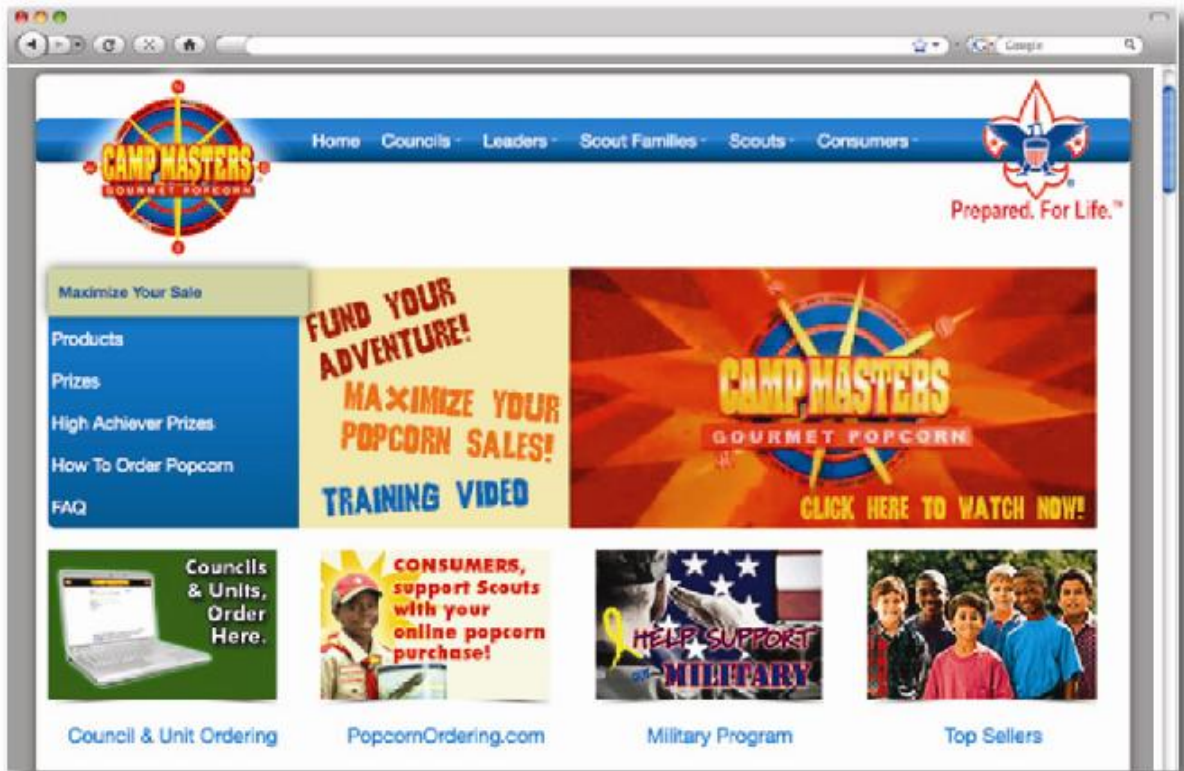 Google
Home Councils Leaders Scout Families Scouts Consumers
CAMP MASTERS
GOURMET POPCORN
Prepared. For Life.™
Maximize Your Sale
Products
Prizes
High Achiever Prizes
How To Order Popcorn
FAQ
FUND YOUR
ADVENTURE!
MAXIMIZE YOUR
POPCORN SALES!
TRAINING VIDEO
CAMP MASTERS
GOURMET POPCORN
CLICK HERE TO WATCH NOW!
Councils
& Units,
Order
Here.
CONSUMERS,
support Scouts
with your
online popcorn
purchase!
HELP SUPPORT
OUR MILITARY
Council & Unit Ordering
PopcornOrdering.com
Military Program
Top Sellers